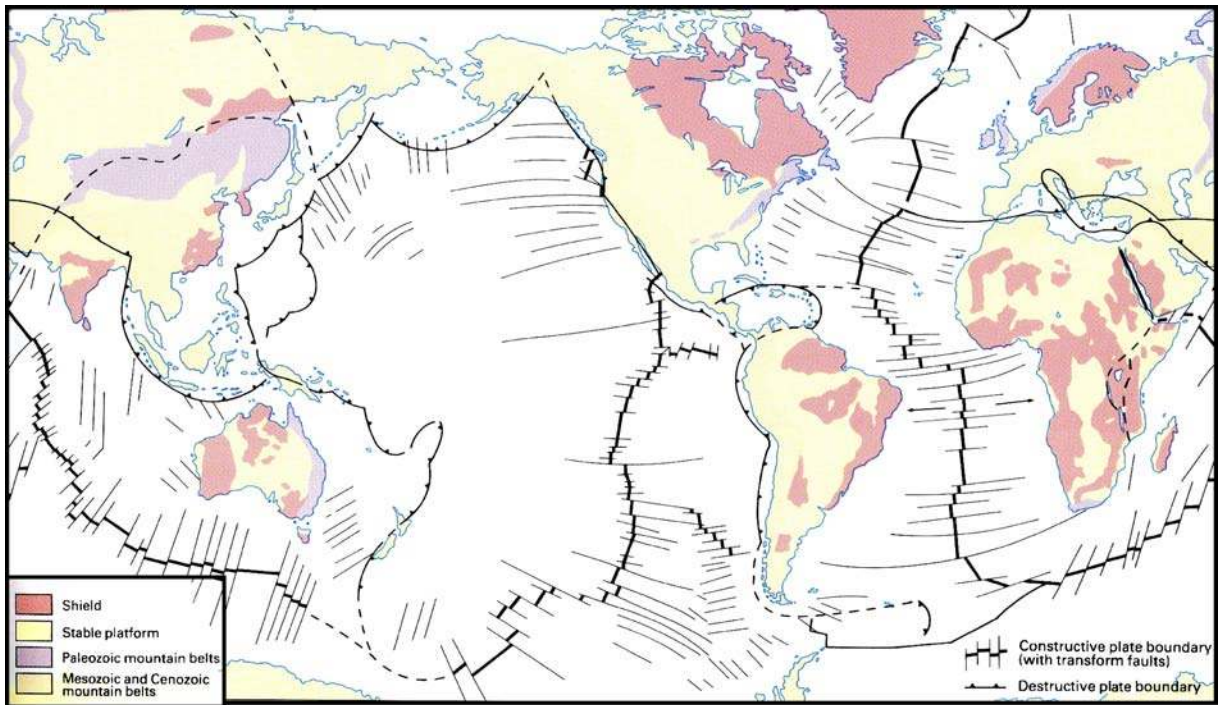 Shield
Stable platform
Paleozoic mountain belts
Mesozoic and Cenozoic
mountain belts
Constructive plate boundary
(with transform faults)
Destructive plate boundary